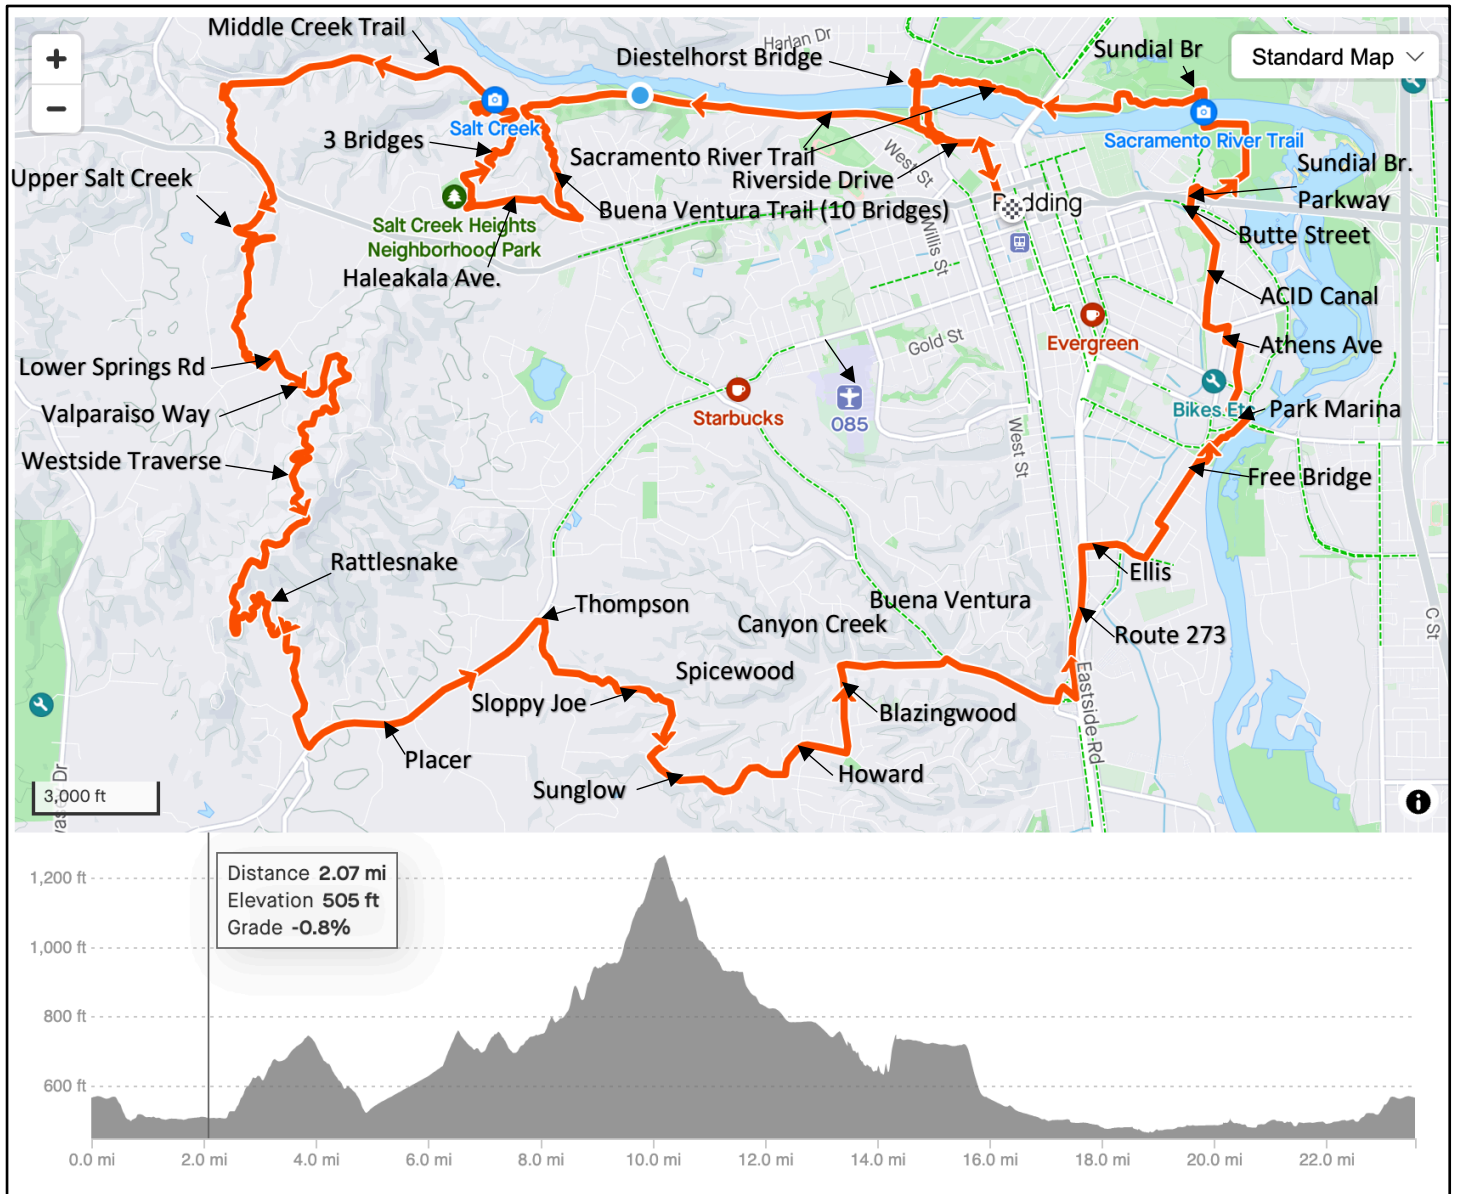 Middle Creek Trail
Harlan Dr
Diestelhorst Bridge
Sundial Br
Standard Map
+
−
Salt Creek
3 Bridges
Sacramento River Trail
Sacramento River Trail
West St
Riverside Drive
Sundial Br.
Parkway
Upper Salt Creek
Redding
Salt Creek Heights
Neighborhood Park
Buena Ventura Trail (10 Bridges)
Willis St
Butte Street
Haleakala Ave.
ACID Canal
Gold St
Evergreen
Athens Ave
Lower Springs Rd
Valparaiso Way
Starbucks
085
Bikes Etc
Park Marina
West St
Westside Traverse
Free Bridge
Rattlesnake
Ellis
Thompson
Buena Ventura
Canyon Creek
Route 273
C St
Spicewood
Sloppy Joe
Eastside Rd
Blazingwood
Placer
Howard
Sunglow
3,000 ft
Dr
Distance 2.07 mi
Elevation 505 ft
Grade -0.8%
1,200 ft
1,000 ft
800 ft
600 ft
0.0 mi 2.0 mi 4.0 mi 6.0 mi 8.0 mi 10.0 mi 12.0 mi 14.0 mi 16.0 mi 18.0 mi 20.0 mi 22.0 mi